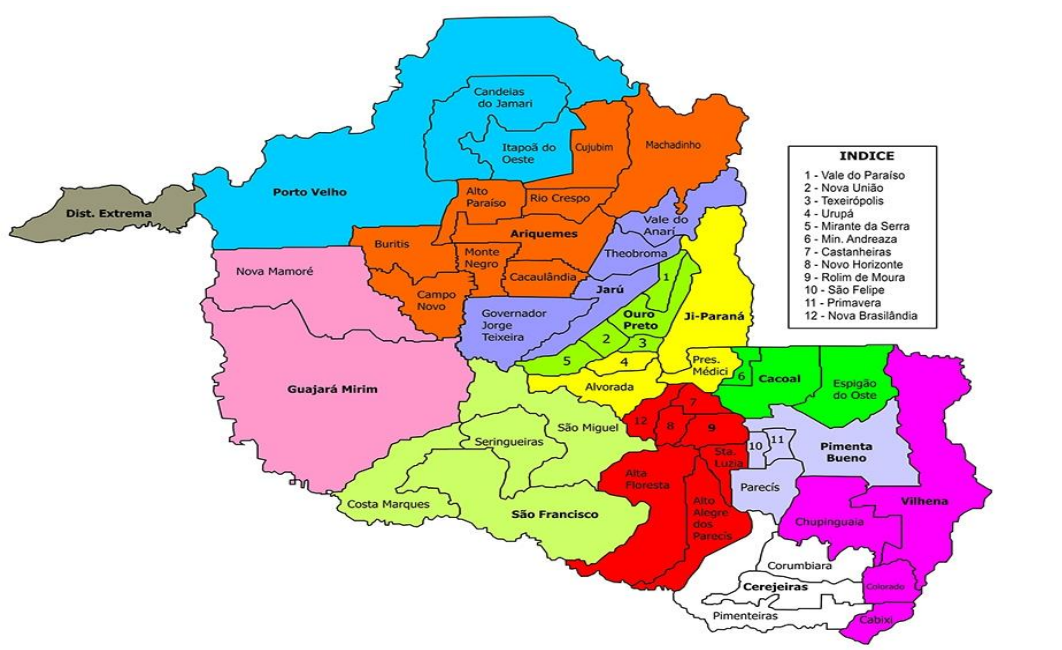 Candeias
do Jamari
Itapoã do
Oeste
Cujubim
Machadinho
Porto Velho
Dist. Extrema
Alto
Paraíso
Rio Crespo
Ariquemes
Buritis
Monte
Negro
Cacaulândia
Campo
Novo
Vale do
Anarí
Theobroma
Jarú
Governador
Jorge
Teixeira
Nova Mamoré
Guajará Mirim
1
Ouro
Preto
2
3
5
4
Ji-Paraná
Pres.
Médici
Alvorada
6
Cacoal
Espigão
do Oeste
7
12
8
9
Sta.
Luzia
Alta
Floresta
Alto
Alegre
dos
Parecís
São Miguel
Seringueiras
Costa Marques
São Francisco
10
11
Pimenta
Bueno
Parecís
Vilhena
Chupinguaia
Corumbiara
Cerejeiras
Colorado
Pimenteiras
Cabixi
INDICE
1 - Vale do Paraíso
2 - Nova União
3 - Texeirópolis
4 - Urupá
5 - Mirante da Serra
6 - Min. Andreaza
7 - Castanheiras
8 - Novo Horizonte
9 - Rolim de Moura
10 - São Felipe
11 - Primavera
12 - Nova Brasilândia